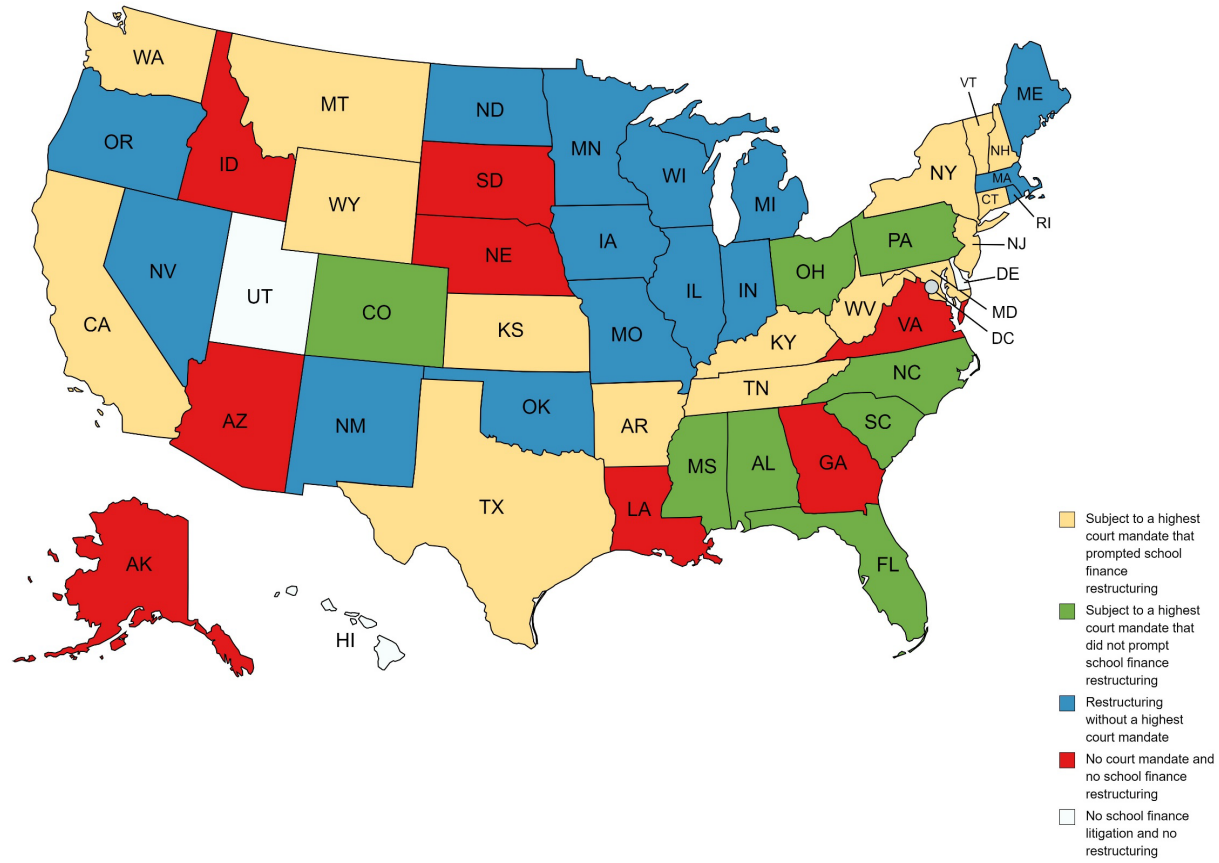 WA
MT
ND
MN
VT
ME
OR
ID
SD
WI
MI
NY
NH
MA
CT
RI
WY
NE
IA
PA
NJ
NV
UT
CO
IL
IN
OH
DE
MD
DC
CA
KS
MO
WV
VA
KY
AZ
NM
OK
AR
TN
NC
SC
TX
LA
MS
AL
GA
FL
AK
HI
Subject to a highest
court mandate that
prompted school
finance
restructuring
Subject to a highest
court mandate that
did not prompt
school finance
restructuring
Restructuring
without a highest
court mandate
No court mandate and
no school finance
restructuring
No school finance
litigation and no
restructuring